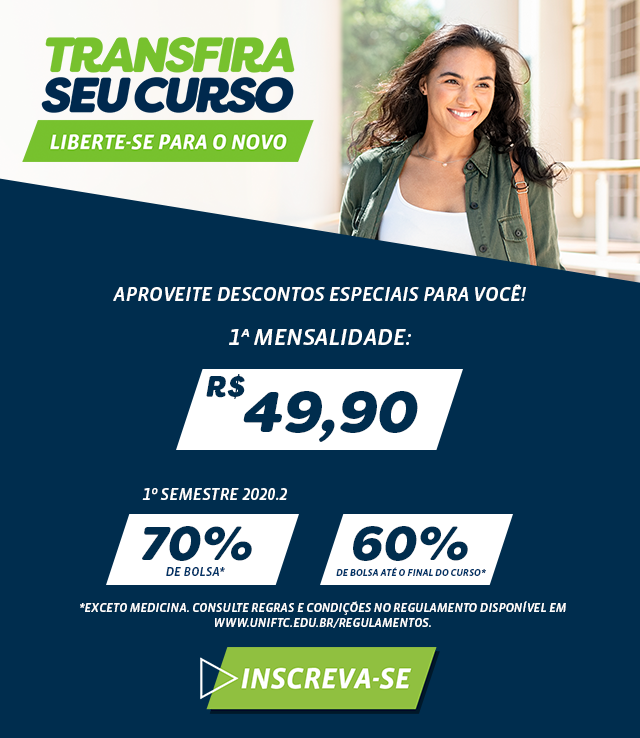 TRANSFIRA
SEU CURSO
LIBERTE-SE PARA O NOVO
APROVEITE DESCONTOS ESPECIAIS PARA VOCÊ!
1ª MENSALIDADE:
R$ 49,90
1º SEMESTRE 2020.2
70%
DE BOLSA*
60%
DE BOLSA ATÉ O FINAL DO CURSO*
*EXCETO MEDICINA. CONSULTE REGRAS E CONDIÇÕES NO REGULAMENTO DISPONÍVEL EM
WWW.UNIFTC.EDU.BR/REGULAMENTOS.
INSCREVA-SE